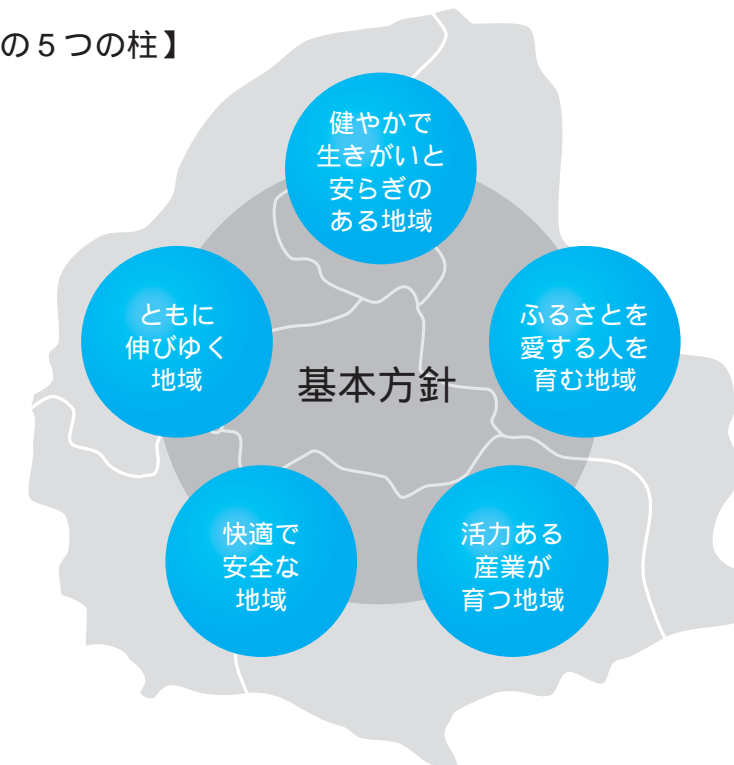 の5つの柱】
健やかで
生きがいと
安らぎの
ある地域
ともに
伸びゆく
地域
ふるさとを
愛する人を
育む地域
基本方針
快適で
安全な
地域
活力ある
産業が
育つ地域